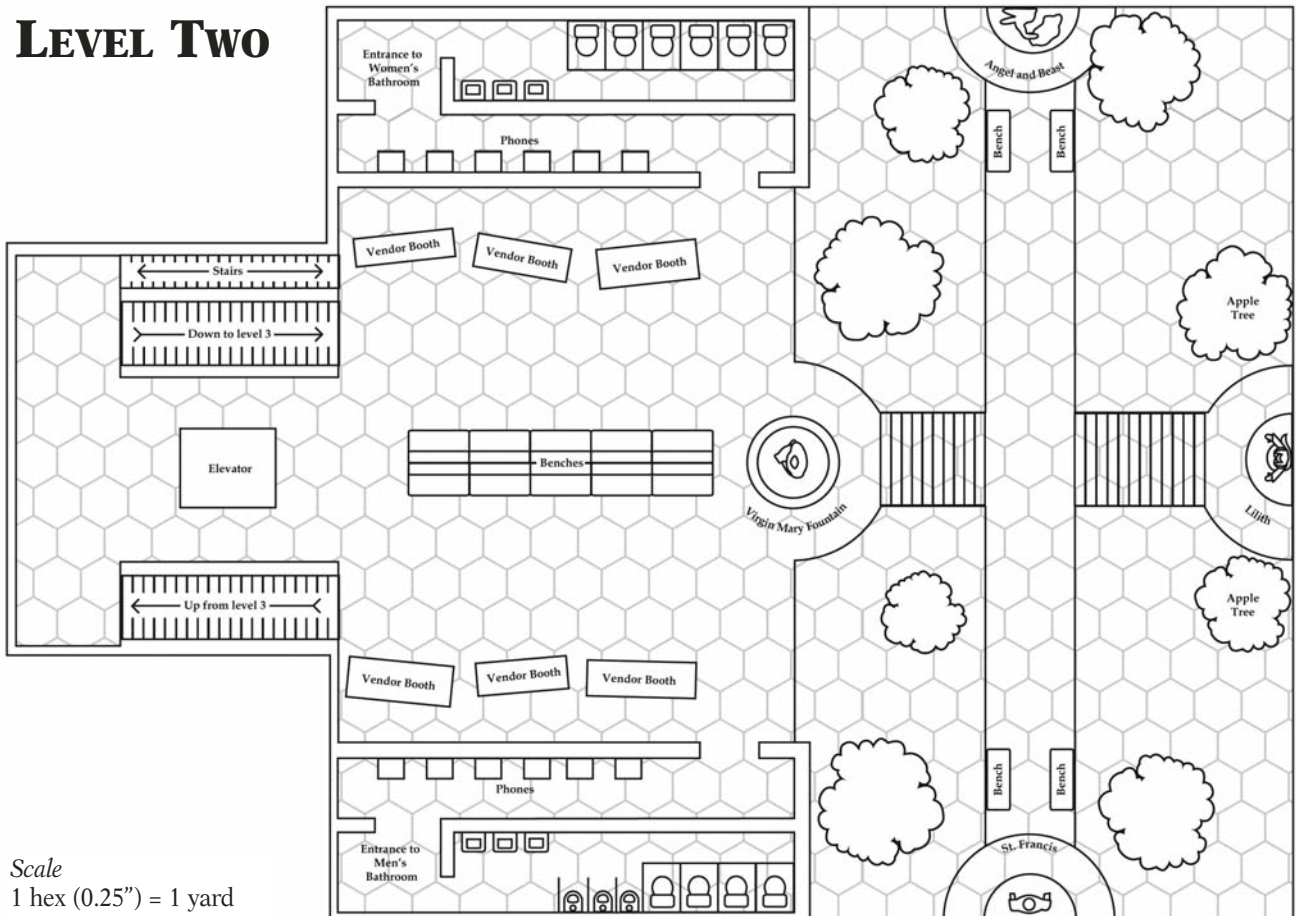 LEVEL TWO
Entrance to
Women's
Bathroom
Angel and Beast
Bench
Bench
Phones
Vendor Booth
Vendor Booth
Vendor Booth
Stairs
Down to level 3
Apple
Tree
Elevator
Benches
Virgin Mary Fountain
Lilith
Up from level 3
Apple
Tree
Vendor Booth
Vendor Booth
Vendor Booth
Phones
Bench
Bench
Entrance to
Men's
Bathroom
St. Francis
Scale
1 hex (0.25”) = 1 yard